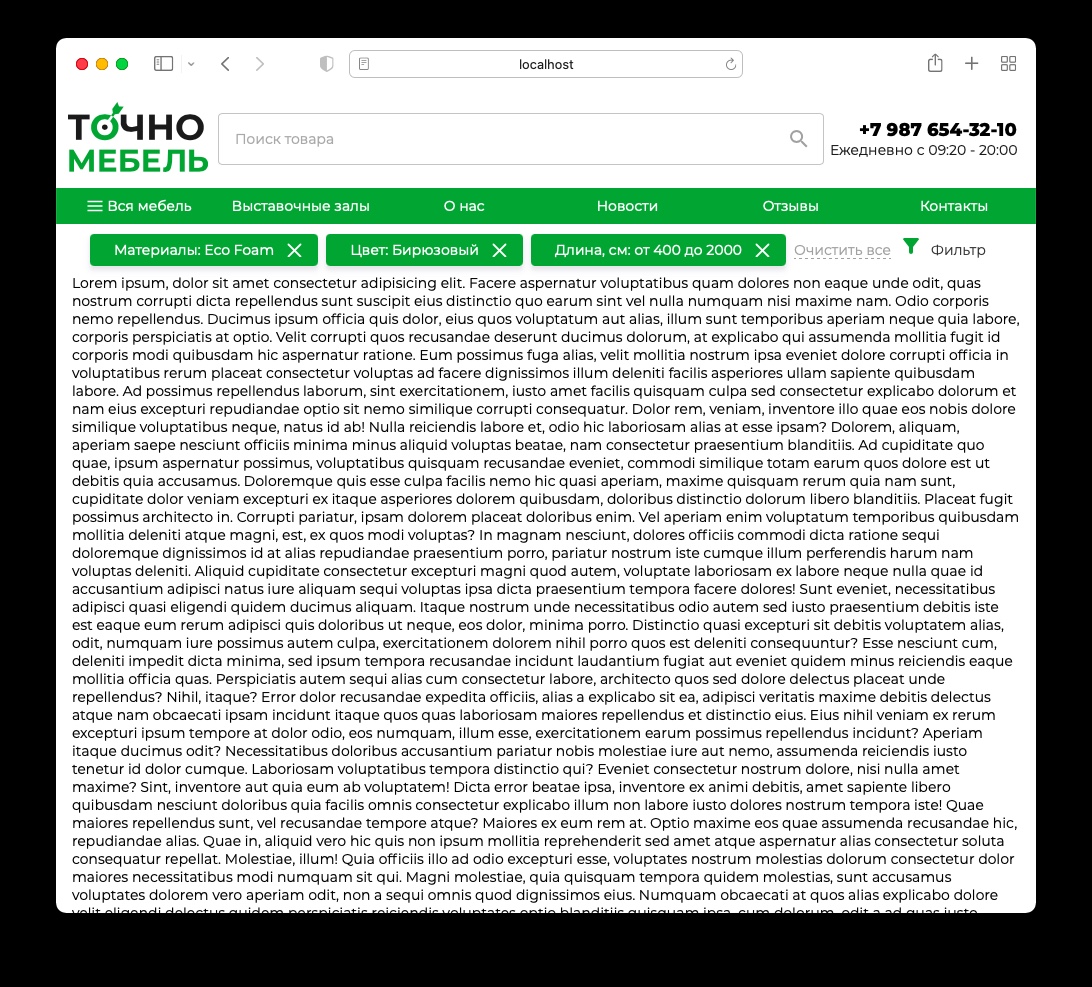 localhost
ТОЧНО
МЕБЕЛЬ
Поиск товара
+7 987 654-32-10
Ежедневно с 09:20 - 20:00
Вся мебель Выставочные залы О нас Новости Отзывы Контакты
Материалы: Eco Foam Цвет: Бирюзовый Длина, см: от 400 до 2000 Очистить все Фильтр
Lorem ipsum, dolor sit amet consectetur adipisicing elit. Facere aspernatur voluptatibus quam dolores non eaque unde odit, quas
nostrum corrupti dicta repellendus sunt suscipit eius distinctio quo earum sint vel nulla numquam nisi maxime nam. Odio corporis
nemo repellendus. Ducimus ipsum officia quis dolor, eius quos voluptatum aut alias, illum sunt temporibus aperiam neque quia labore,
corporis perspiciatis at optio. Velit corrupti quos recusandae deserunt ducimus dolorum, at explicabo qui assumenda mollitia fugit id
corporis modi quibusdam hic aspernatur ratione. Eum possimus fuga alias, velit mollitia nostrum ipsa eveniet dolore corrupti officia in
voluptatibus rerum placeat consectetur voluptas ad facere dignissimos illum deleniti facilis asperiores ullam sapiente quibusdam
labore. Ad possimus repellendus laborum, sint exercitationem, iusto amet facilis quisquam culpa sed consectetur explicabo dolorum et
nam eius excepturi repudiandae optio sit nemo similique corrupti consequatur. Dolor rem, veniam, inventore illo quae eos nobis dolore
similique voluptatibus neque, natus id ab! Nulla reiciendis labore et, odio hic laboriosam alias at esse ipsam? Dolorem, aliquam,
aperiam saepe nesciunt officiis minima minus aliquid voluptas beatae, nam consectetur praesentium blanditiis. Ad cupiditate quo
quae, ipsum aspernatur possimus, voluptatibus quisquam recusandae eveniet, commodi similique totam earum quos dolore est ut
debitis quia accusamus. Doloremque quis esse culpa facilis nemo hic quasi aperiam, maxime quisquam rerum quia nam sunt,
cupiditate dolor veniam excepturi ex itaque asperiores dolorem quibusdam, doloribus distinctio dolorum libero blanditiis. Placeat fugit
possimus architecto in. Corrupti pariatur, ipsam dolorem placeat doloribus enim. Vel aperiam enim voluptatum temporibus quibusdam
mollitia deleniti atque magni, est, ex quos modi voluptas? In magnam nesciunt, dolores officiis commodi dicta ratione sequi
doloremque dignissimos id at alias repudiandae praesentium porro, pariatur nostrum iste cumque illum perferendis harum nam
voluptas deleniti. Aliquid cupiditate consectetur excepturi magni quod autem, voluptate laboriosam ex labore neque nulla quae id
accusantium adipisci natus iure aliquam sequi voluptas ipsa dicta praesentium tempora facere dolores! Sunt eveniet, necessitatibus
adipisci quasi eligendi quidem ducimus aliquam. Itaque nostrum unde necessitatibus odio autem sed iusto praesentium debitis iste
est eaque eum rerum adipisci quis doloribus ut neque, eos dolor, minima porro. Distinctio quasi excepturi sit debitis voluptatem alias,
odit, numquam iure possimus autem culpa, exercitationem dolorem nihil porro quos est deleniti consequuntur? Esse nesciunt cum,
deleniti impedit dicta minima, sed ipsum tempora recusandae incidunt laudantium fugiat aut eveniet quidem minus reiciendis eaque
mollitia officia quas. Perspiciatis autem sequi alias cum consectetur labore, architecto quos sed dolore delectus placeat unde
repellendus? Nihil, itaque? Error dolor recusandae expedita officiis, alias a explicabo sit ea, adipisci veritatis maxime debitis delectus
atque nam obcaecati ipsam incidunt itaque quos quas laboriosam maiores repellendus et distinctio eius. Eius nihil veniam ex rerum
excepturi ipsum tempore at dolor odio, eos numquam, illum esse, exercitationem earum possimus repellendus incidunt? Aperiam
itaque ducimus odit? Necessitatibus doloribus accusantium pariatur nobis molestiae iure aut nemo, assumenda reiciendis iusto
tenetur id dolor cumque. Laboriosam voluptatibus tempora distinctio qui? Eveniet consectetur nostrum dolore, nisi nulla amet
maxime? Sint, inventore aut quia eum ab voluptatem! Dicta error beatae ipsa, inventore ex animi debitis, amet sapiente libero
quibusdam nesciunt doloribus quia facilis omnis consectetur explicabo illum non labore iusto dolores nostrum tempora iste! Quae
maiores repellendus sunt, vel recusandae tempore atque? Maiores ex eum rem at. Optio maxime eos quae assumenda recusandae hic,
repudiandae alias. Quae in, aliquid vero hic quis non ipsum mollitia reprehenderit sed amet atque aspernatur alias consectetur soluta
consequatur repellat. Molestiae, illum! Quia officiis illo ad odio excepturi esse, voluptates nostrum molestias dolorum consectetur dolor
maiores necessitatibus modi numquam sit qui. Magni molestiae, quia quisquam tempora quidem molestias, sunt accusamus
voluptates dolorem vero aperiam odit, non a sequi omnis quod dignissimos eius. Numquam obcaecati at quos alias explicabo dolore